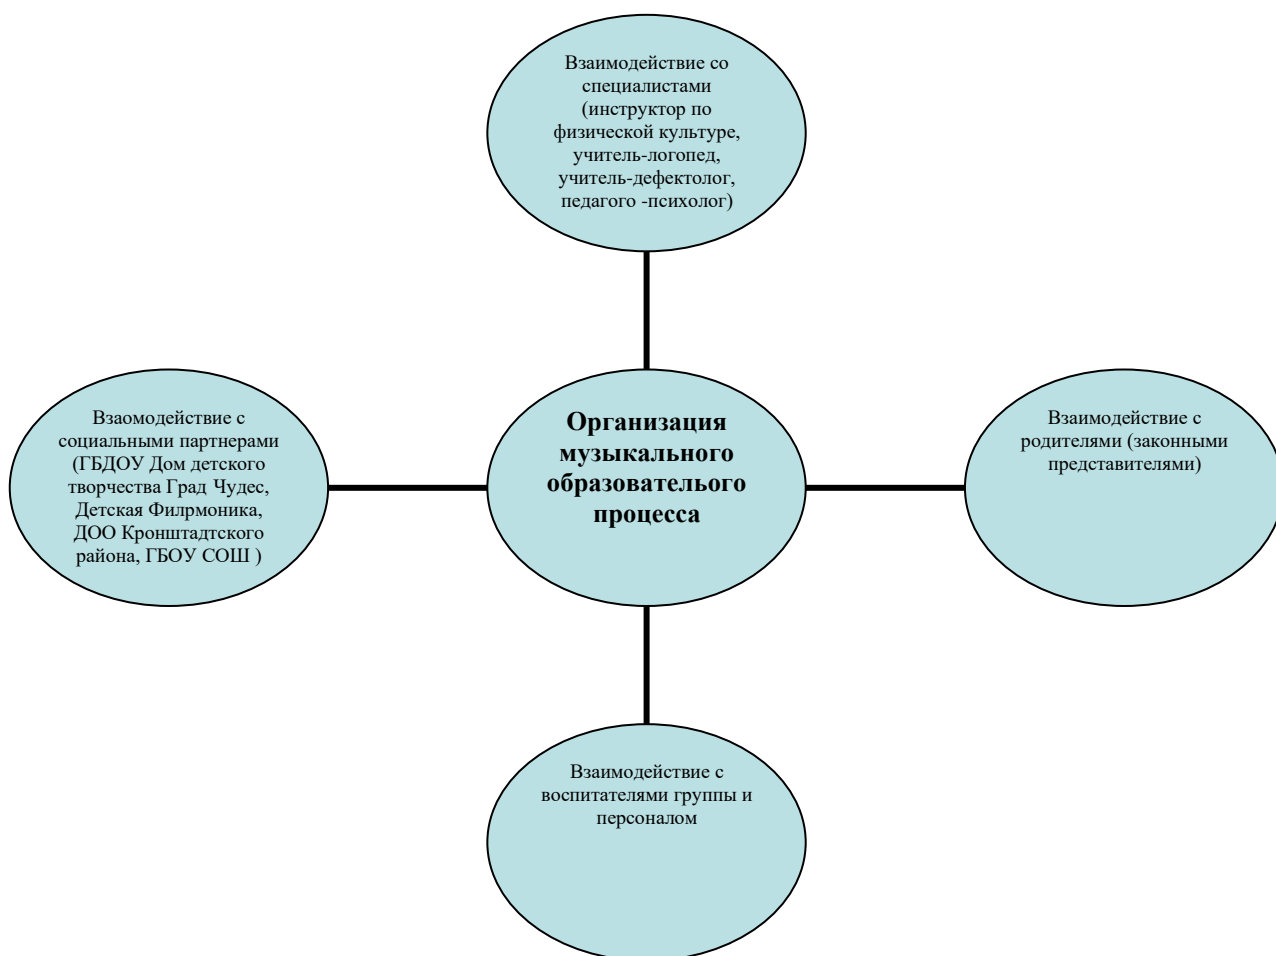 Взаимодействие со
специалистами
(инструктор по
физической культуре,
учитель-логопед,
учитель-дефектолог,
педагого -психолог)
Взаомодействие с
социальными партнерами
(ГБДОУ Дом детского
творчества Град Чудес,
Детская Филрмоника,
ДОО Кронштадтского
района, ГБОУ СОШ )
Организация
музыкального
образователього
процесса
Взаимодействие с
родителями (законными
представителями)
Взаимодействие с
воспитателями группы и
персоналом